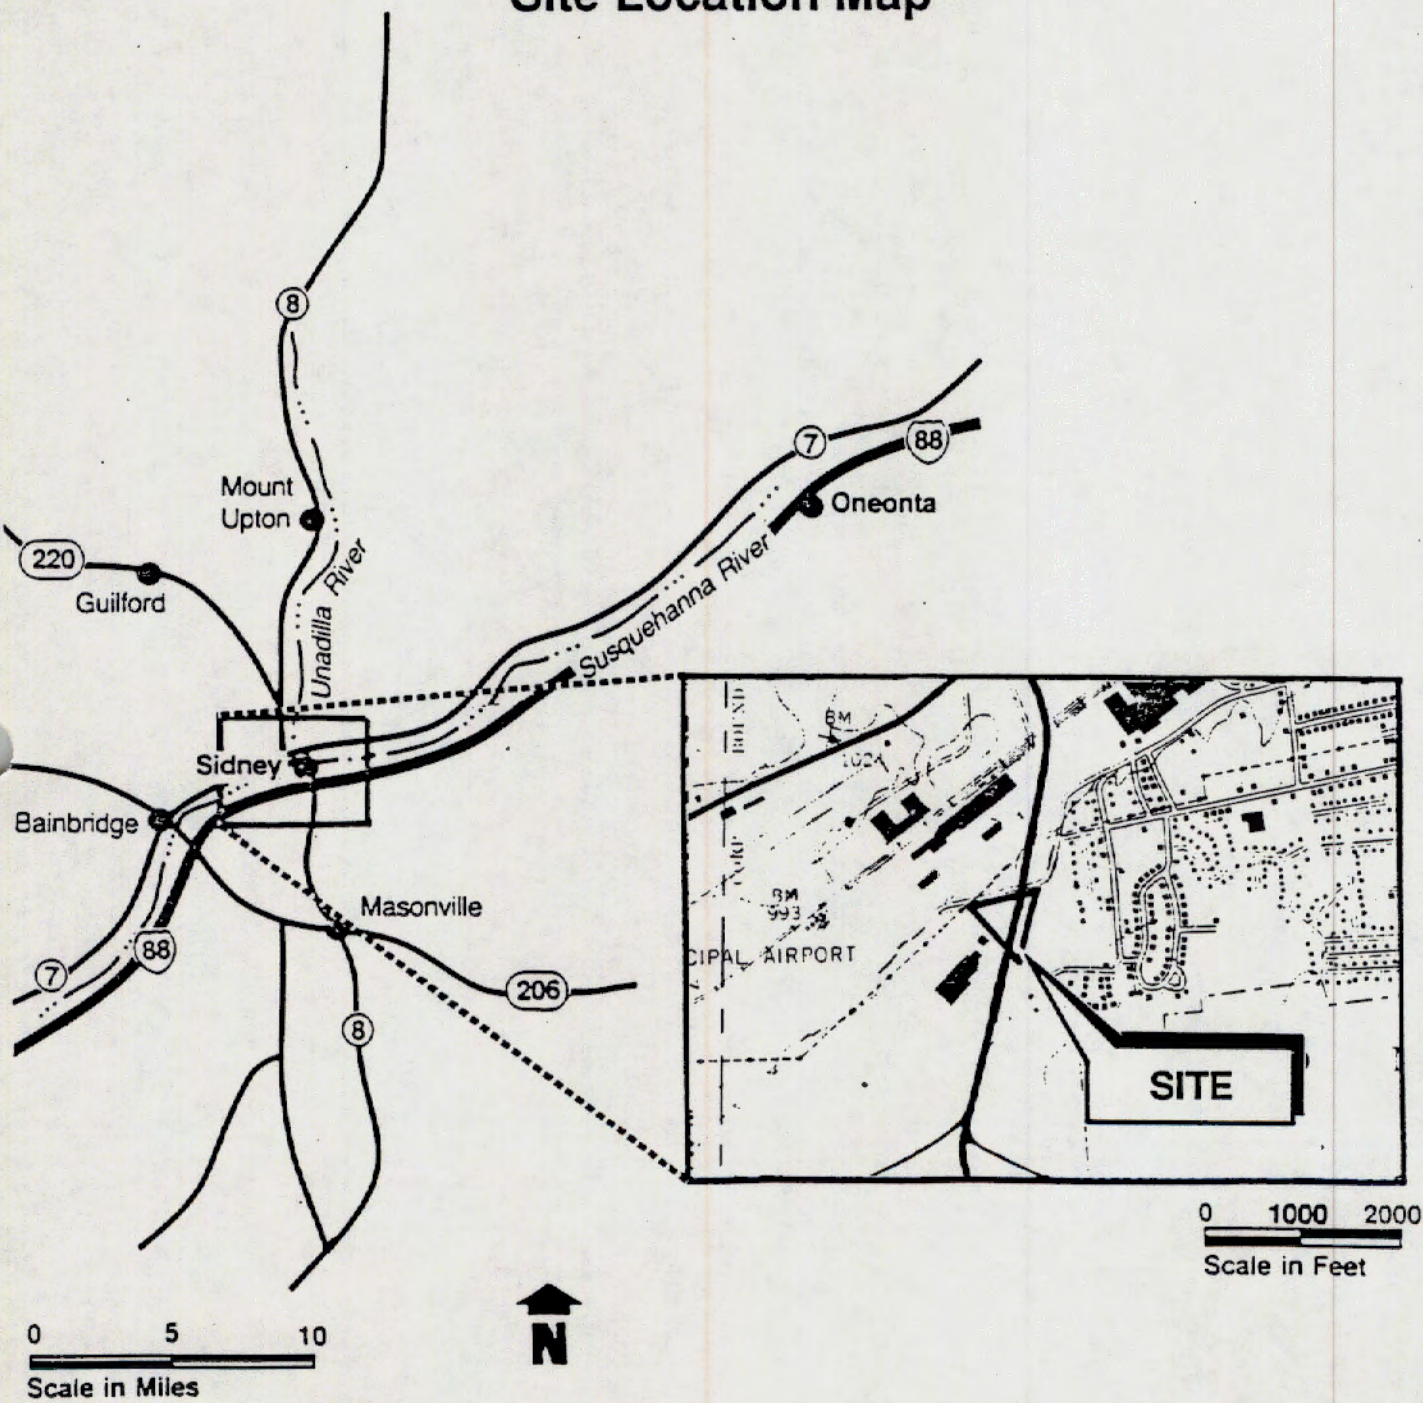 Site Location Map
8
7
88
Oneonta
Mount
Upton
220
Guilford
Unadilla River
Susquehanna River
Sidney
Bainbridge
Masonville
7
88
206
8
BOUND
BM
BM
993
CIPAL AIRPORT
SITE
0 1000 2000
Scale in Feet
N
0 5 10
Scale in Miles